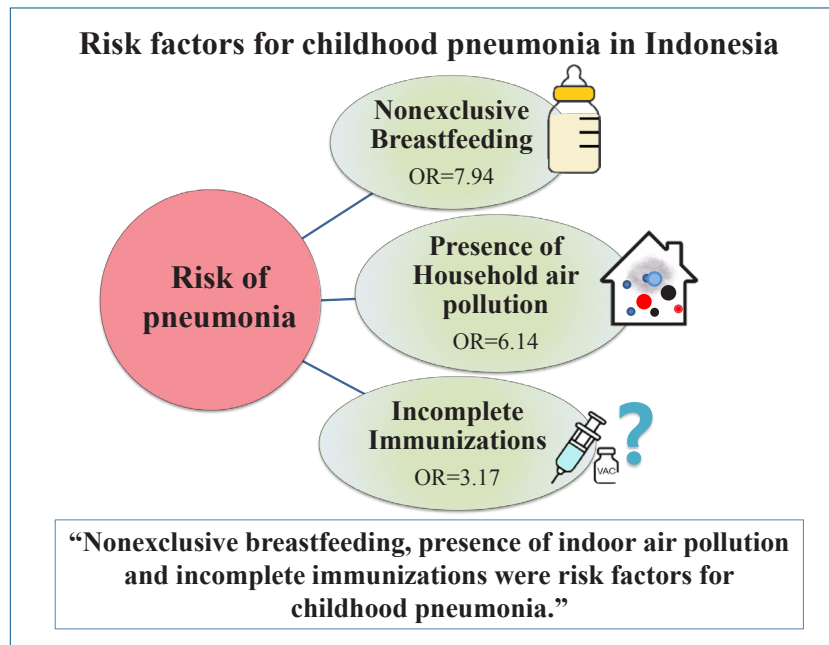 Risk factors for childhood pneumonia in Indonesia
Nonexclusive
Breastfeeding
OR=7.94
Risk of
pneumonia
Presence of
Household air
pollution
OR=6.14
Incomplete
Immunizations
OR=3.17
VAC
?
“Nonexclusive breastfeeding, presence of indoor air pollution
and incomplete immunizations were risk factors for
childhood pneumonia.”